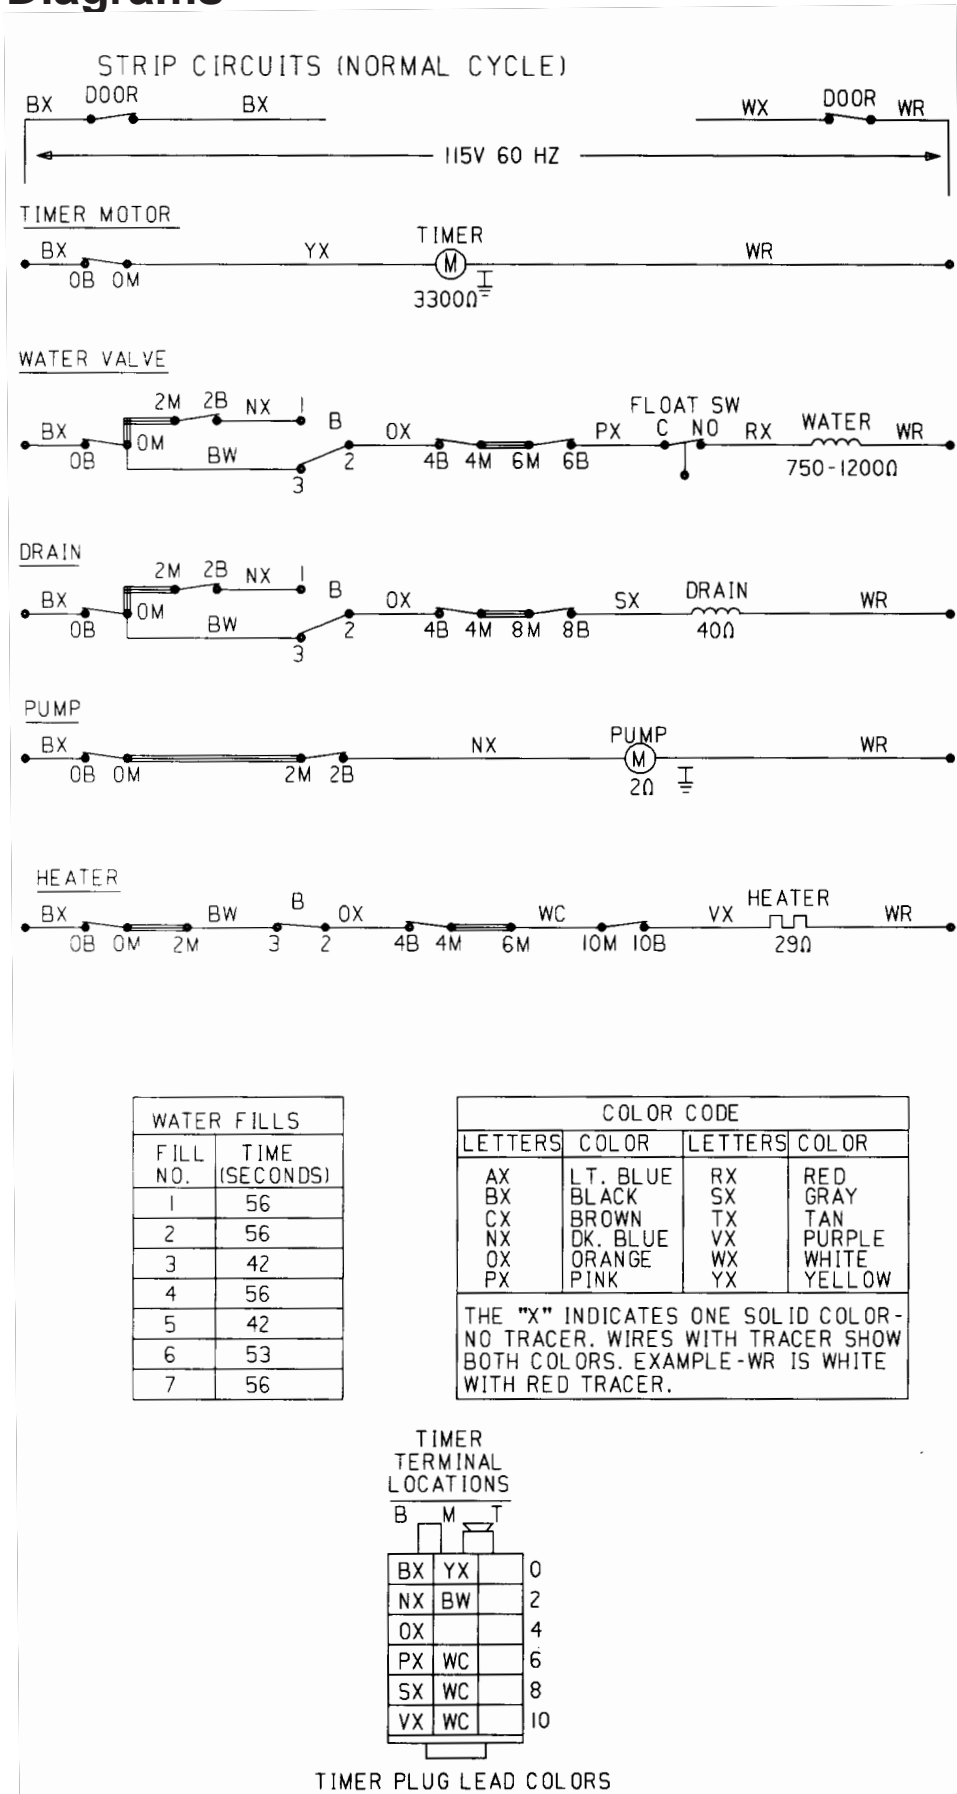 Diagrams
STRIP CIRCUITS (NORMAL CYCLE)
BX DOOR BX WX DOOR WR
115V 60 HZ
TIMER MOTOR
BX YX TIMER WR
M
0B 0M 3300Ω
WATER VALVE
2M 2B NX 1 B FLOAT SW
BX 0M OX PX C NO RX WATER WR
0B BW 3 2 4B 4M 6M 6B 750-1200Ω
DRAIN
2M 2B NX 1 B DRAIN
BX 0M OX SX WR
0B BW 3 2 4B 4M 8M 8B 40Ω
PUMP
BX NX PUMP WR
M
0B 0M 2M 2B 2Ω
HEATER
BX BW B OX WC VX HEATER WR
0B 0M 2M 3 2 4B 4M 6M 10M 10B 29Ω
WATER FILLS
FILL NO. TIME (SECONDS)
1 56
2 56
3 42
4 56
5 42
6 53
7 56
COLOR CODE
LETTERS COLOR LETTERS COLOR
AX LT. BLUE RX RED
BX BLACK SX GRAY
CX BROWN TX TAN
NX DK. BLUE VX PURPLE
OX ORANGE WX WHITE
PX PINK YX YELLOW
THE "X" INDICATES ONE SOLID COLOR-
NO TRACER. WIRES WITH TRACER SHOW
BOTH COLORS. EXAMPLE-WR IS WHITE
WITH RED TRACER.
TIMER
TERMINAL
LOCATIONS
B M T
BX YX 0
NX BW 2
OX 4
PX WC 6
SX WC 8
VX WC 10
TIMER PLUG LEAD COLORS